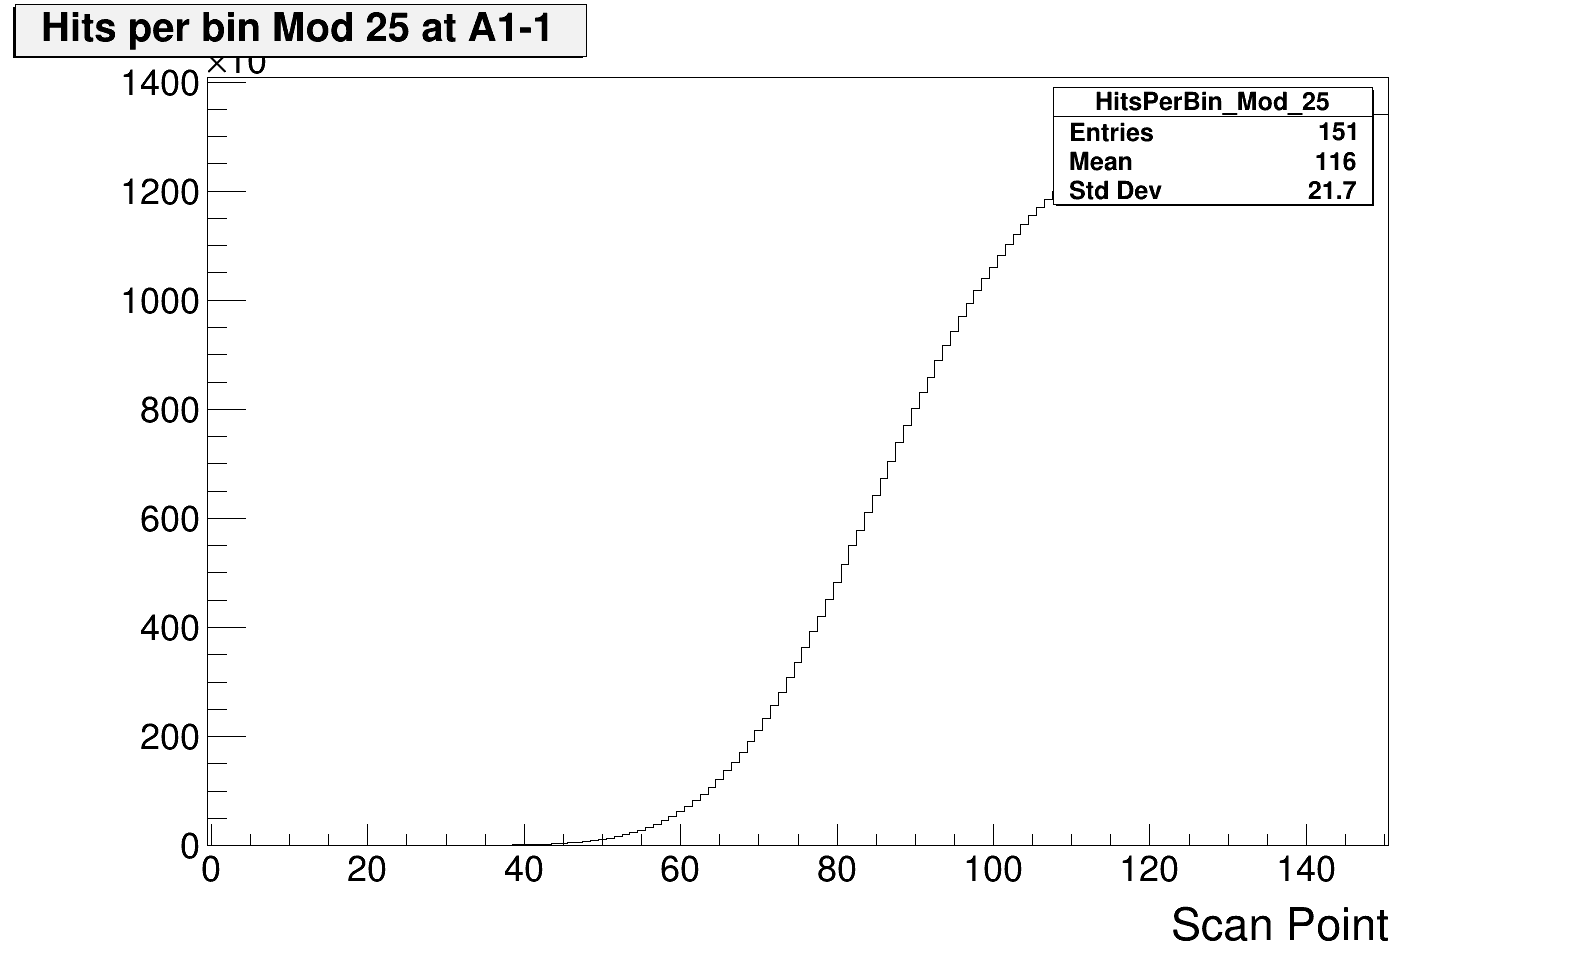 Hits per bin Mod 25 at A1-1
×10
1400
1200
1000
800
600
400
200
0
0 20 40 60 80 100 120 140
Scan Point
HitsPerBin_Mod_25
Entries 151
Mean 116
Std Dev 21.7